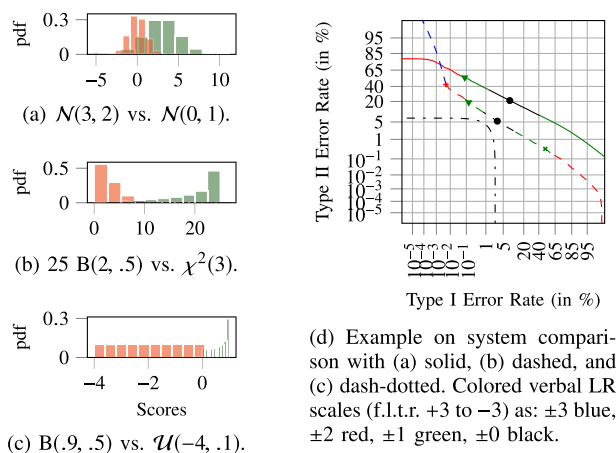 pdf
0.3
0
−5 0 5 10
(a) N(3, 2) vs. N(0, 1).
pdf
0.5
0
0 10 20
(b) 25 B(2, .5) vs. χ²(3).
pdf
0.3
0
−4 −2 0
Scores
(c) B(.9, .5) vs. U(−4, .1).
Type II Error Rate (in %)
95
85
65
40
20
5
1
10⁻¹
10⁻²
10⁻³
10⁻⁴
10⁻⁵
10⁻⁵ 10⁻⁴ 10⁻³ 10⁻² 10⁻¹ 1 5 20 40 65 85 95
Type I Error Rate (in %)
(d) Example on system compari-
son with (a) solid, (b) dashed, and
(c) dash-dotted. Colored verbal LR
scales (f.l.t.r. +3 to −3) as: ±3 blue,
±2 red, ±1 green, ±0 black.